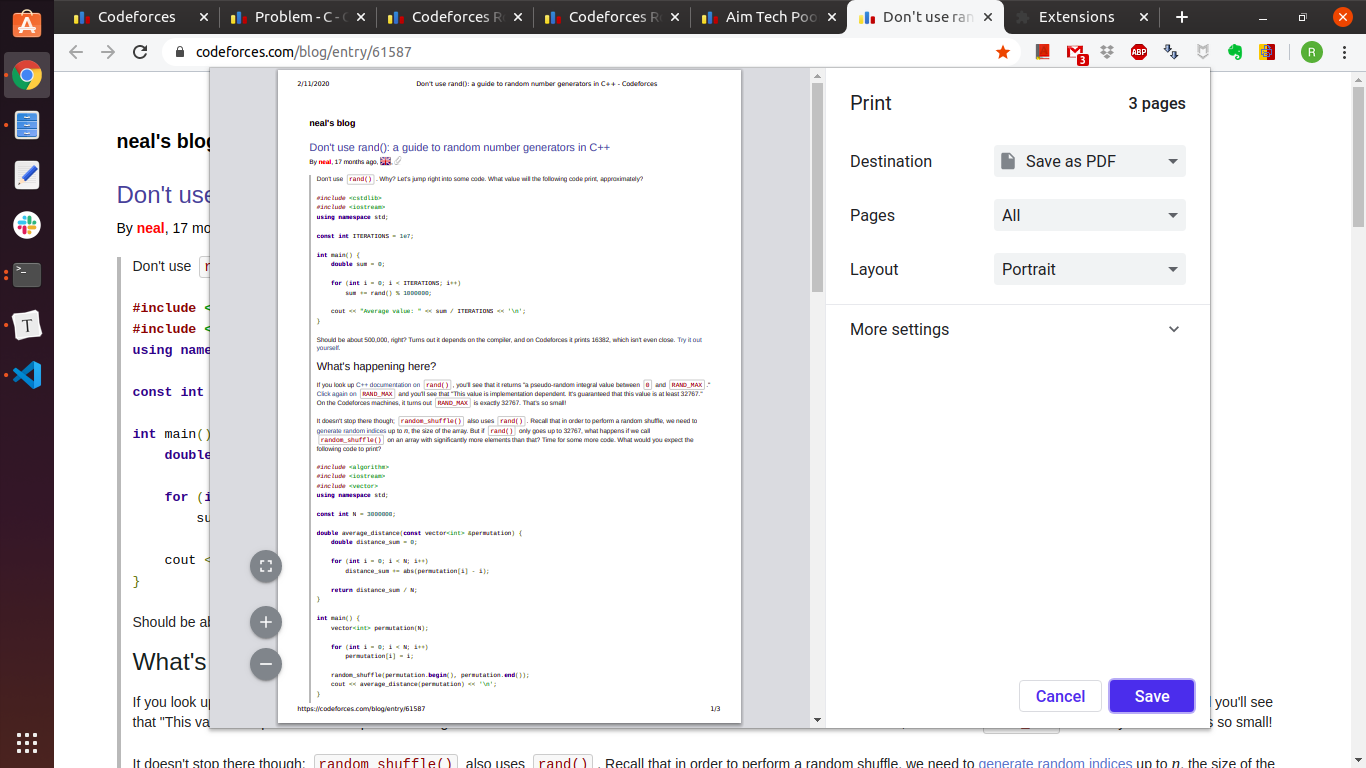 Codeforces
Problem - C - C
Codeforces R
Codeforces R
Aim Tech Poo
Don't use ran
Extensions
codeforces.com/blog/entry/61587
3
ABP
R
neal's blog
Don't use
By neal, 17 mo
Don't use r
#include <
#include <
using name
const int
int main()
double
for (i
su
cout <
}
Should be ab
What's
If you look up
you'll see
that "This va
s so small!
It doesn't stop there though; random_shuffle() also uses rand() . Recall that in order to perform a random shuffle, we need to generate random indices up to n, the size of the
2/11/2020
Don't use rand(): a guide to random number generators in C++ - Codeforces
neal's blog
Don't use rand(): a guide to random number generators in C++
By neal, 17 months ago,
Don't use rand() . Why? Let's jump right into some code. What value will the following code print, approximately?
#include <cstdlib>
#include <iostream>
using namespace std;
const int ITERATIONS = 1e7;
int main() {
double sum = 0;
for (int i = 0; i < ITERATIONS; i++)
sum += rand() % 1000000;
cout << "Average value: " << sum / ITERATIONS << '\n';
}
Should be about 500,000, right? Turns out it depends on the compiler, and on Codeforces it prints 16382, which isn't even close. Try it out
yourself.
What's happening here?
If you look up C++ documentation on rand() , you'll see that it returns "a pseudo-random integral value between 0 and RAND_MAX ."
Click again on RAND_MAX and you'll see that "This value is implementation dependent. It's guaranteed that this value is at least 32767."
On the Codeforces machines, it turns out RAND_MAX is exactly 32767. That's so small!
It doesn't stop there though; random_shuffle() also uses rand() . Recall that in order to perform a random shuffle, we need to
generate random indices up to n, the size of the array. But if rand() only goes up to 32767, what happens if we call
random_shuffle() on an array with significantly more elements than that? Time for some more code. What would you expect the
following code to print?
#include <algorithm>
#include <iostream>
#include <vector>
using namespace std;
const int N = 3000000;
double average_distance(const vector<int> &permutation) {
double distance_sum = 0;
for (int i = 0; i < N; i++)
distance_sum += abs(permutation[i] - i);
return distance_sum / N;
}
int main() {
vector<int> permutation(N);
for (int i = 0; i < N; i++)
permutation[i] = i;
random_shuffle(permutation.begin(), permutation.end());
cout << average_distance(permutation) << '\n';
}
https://codeforces.com/blog/entry/61587
1/3
Print
3 pages
Destination
Save as PDF
Pages
All
Layout
Portrait
More settings
Cancel
Save